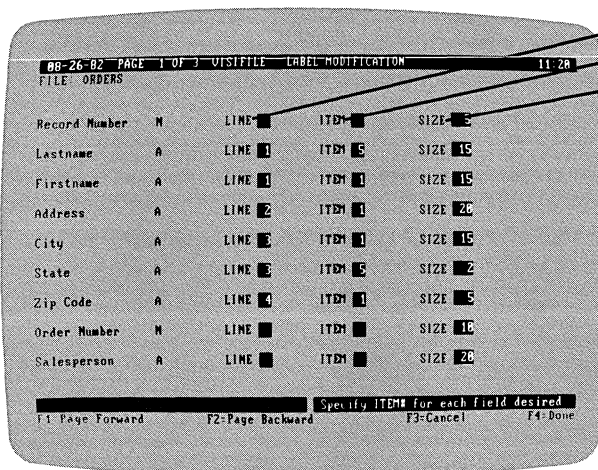 08-26-82 PAGE 1 OF 3 VISIFILE LABEL MODIFICATION 11:20
FILE: ORDERS
Record Number N LINE ITEM SIZE 5
Lastname A LINE 1 ITEM 5 SIZE 15
Firstname A LINE 1 ITEM 1 SIZE 15
Address A LINE 2 ITEM 1 SIZE 20
City A LINE 3 ITEM 1 SIZE 15
State A LINE 3 ITEM 5 SIZE 2
Zip Code A LINE 4 ITEM 1 SIZE 5
Order Number N LINE ITEM SIZE 10
Salesperson A LINE ITEM SIZE 20
Specify ITEM# for each field desired
F1 Page Forward F2=Page Backward F3=Cancel F4=Done